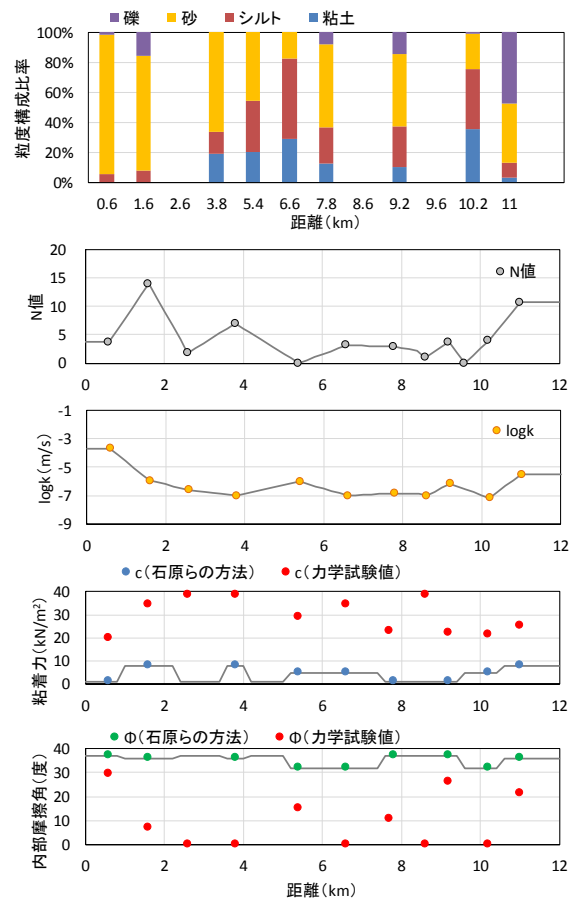 礫 砂 シルト 粘土
100%
80%
60%
40%
20%
0%
粒度構成比率
0.6 1.6 2.6 3.8 5.4 6.6 7.8 8.6 9.2 9.6 10.2 11
距離(km)
N値
20
15
10
5
0
N値
0 2 4 6 8 10 12
logk
-1
-3
-5
-7
-9
logk(m/s)
0 2 4 6 8 10 12
c(石原らの方法) c(力学試験値)
40
30
20
10
0
粘着力(kN/m²)
0 2 4 6 8 10 12
Φ(石原らの方法) Φ(力学試験値)
40
30
20
10
0
内部摩擦角(度)
0 2 4 6 8 10 12
距離(km)